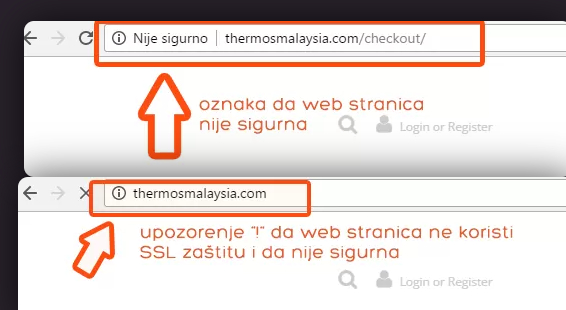 Nije sigurno | thermosmalaysia.com/checkout/
oznaka da web stranica
nije sigurna
Login or Register
thermosmalaysia.com
upozorenje "!" da web stranica ne koristi
SSL zaštitu i da nije sigurna
Login or Register